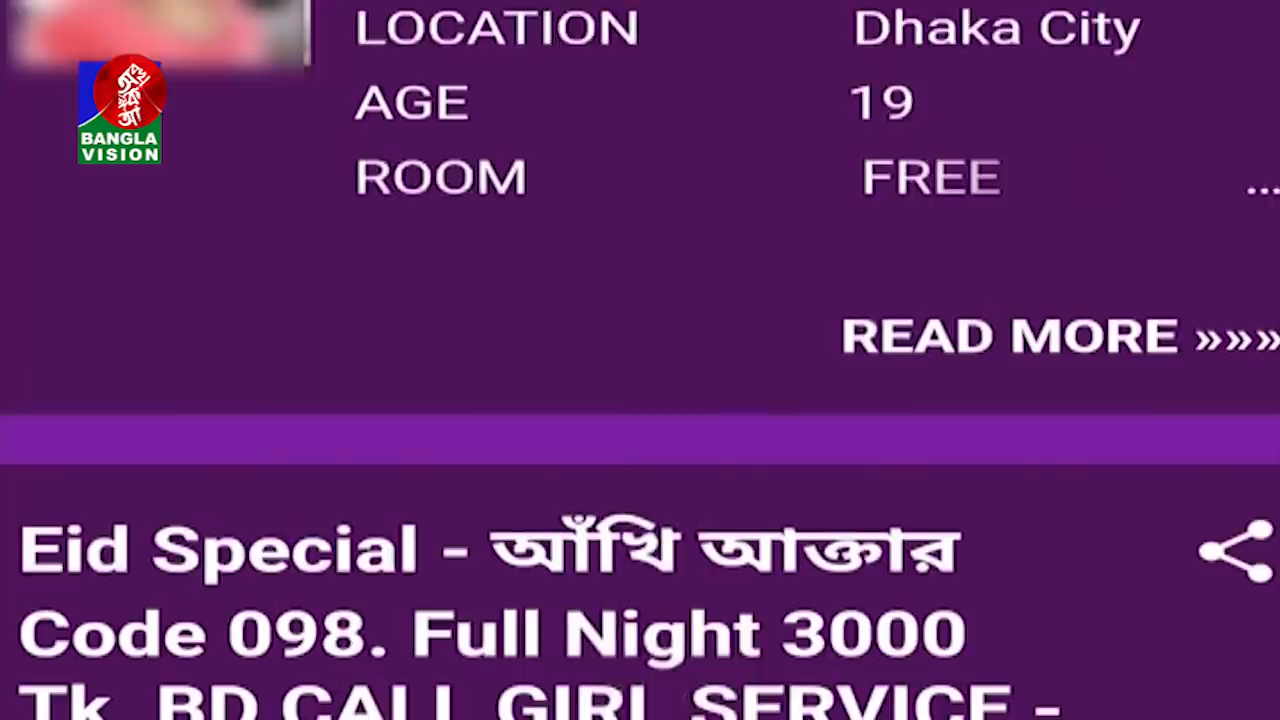 LOCATION Dhaka City
AGE 19
ROOM FREE ...
BANGLA
VISION
READ MORE »»»
Eid Special - আঁখি আক্তার
Code 098. Full Night 3000
Tk BD CALL GIRL SERVICE -